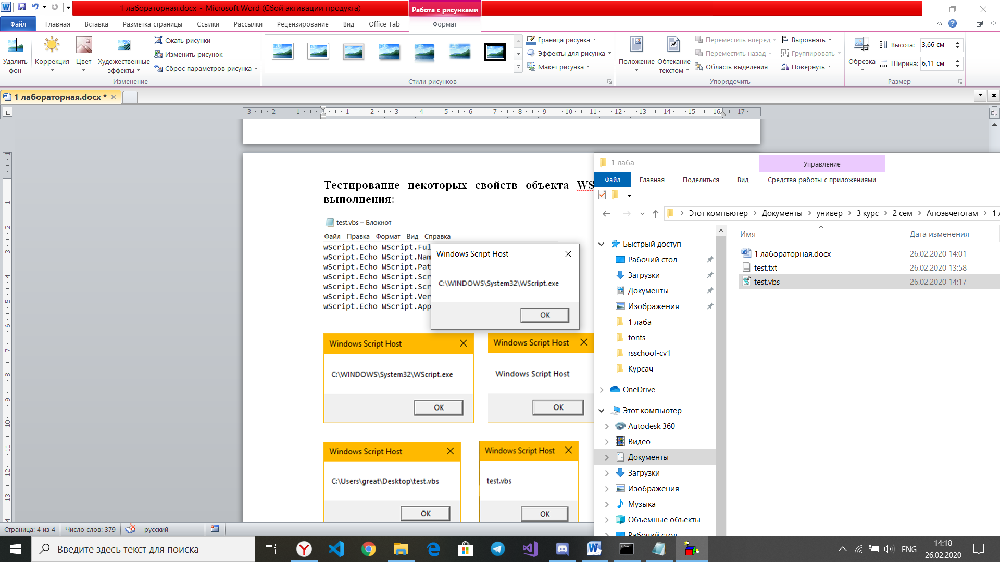 1 лабораторная.docx - Microsoft Word (Сбой активации продукта)
Работа с рисунками
Файл Главная Вставка Разметка страницы Ссылки Рассылки Рецензирование Вид Office Tab Формат
Удалить фон
Коррекция
Цвет
Художественные эффекты
Сжать рисунки
Изменить рисунок
Сброс параметров рисунка
Изменение
Стили рисунков
Граница рисунка
Эффекты для рисунка
Макет рисунка
Положение
Обтекание текстом
Переместить вперед
Переместить назад
Область выделения
Выровнять
Группировать
Повернуть
Упорядочить
Обрезка
Высота: 3,66 см
Ширина: 6,11 см
Размер
1 лабораторная.docx *
3 2 1 1 2 3 4 5 6 7 8 9 10 11 12 13 14 15 16 17
Тестирование некоторых свойств объекта WS
выполнения:
test.vbs – Блокнот
Файл Правка Формат Вид Справка
wScript.Echo WScript.Ful
wScript.Echo WScript.Nam
wScript.Echo WScript.Pat
wScript.Echo WScript.Scr
wScript.Echo WScript.Scr
wScript.Echo WScript.Ver
wScript.Echo WScript.App
Windows Script Host
C:\WINDOWS\System32\WScript.exe
OK
Windows Script Host
C:\WINDOWS\System32\WScript.exe
OK
Windows Script Host
Windows Script Host
OK
Windows Script Host
C:\Users\great\Desktop\test.vbs
OK
Windows Script Host
test.vbs
OK
1 лаба
Управление
Файл Главная Поделиться Вид Средства работы с приложениями
Этот компьютер Документы универ 3 курс 2 сем Апоэвчетотам
Имя Дата изменения
1 лабораторная.docx 26.02.2020 14:01
test.txt 26.02.2020 13:58
test.vbs 26.02.2020 14:17
Быстрый доступ
Рабочий стол
Загрузки
Документы
Изображения
1 лаба
fonts
rsschool-cv1
Курсач
OneDrive
Этот компьютер
Autodesk 360
Видео
Документы
Загрузки
Изображения
Музыка
Объемные объекты
Рабочий стол
Страница: 4 из 4 Число слов: 379 русский
Введите здесь текст для поиска
ENG
14:18
26.02.2020